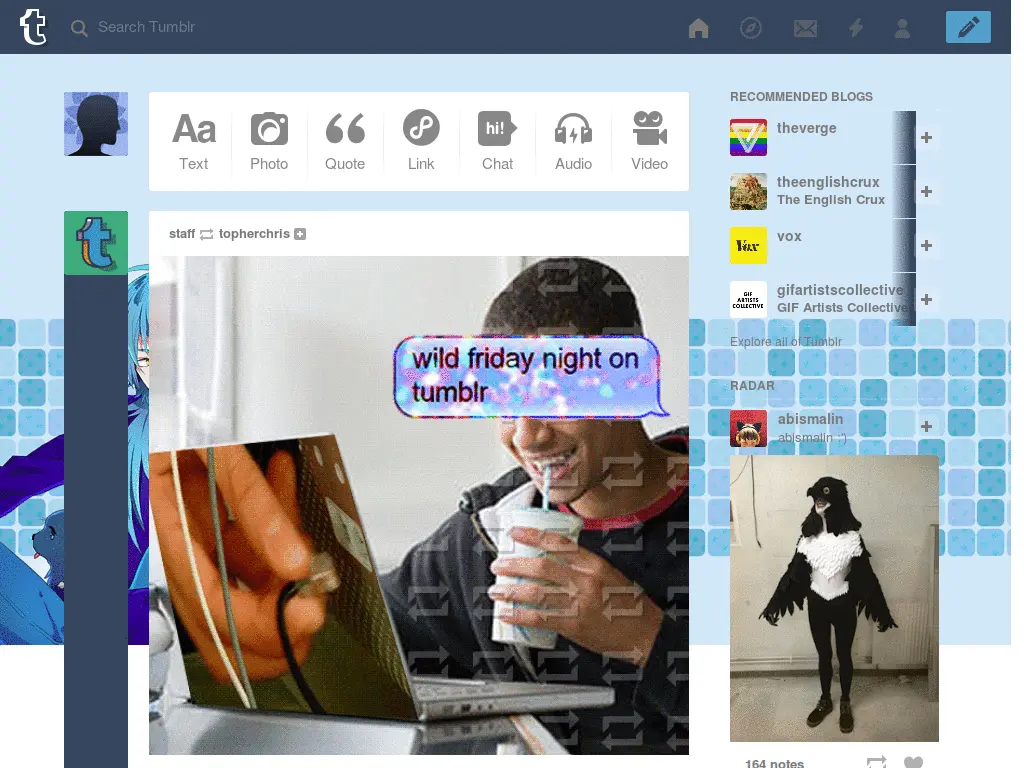 Search Tumblr
Aa
Text
Photo
Quote
Link
hi!
Chat
Audio
Video
staff topherchris
wild friday night on
tumblr
RECOMMENDED BLOGS
theverge
theenglishcrux
The English Crux
Vox
vox
GIF
ARTISTS
COLLECTIVE
gifartistscollective
GIF Artists Collective
Explore all of Tumblr
RADAR
abismalin
abismalin :')
164 notes